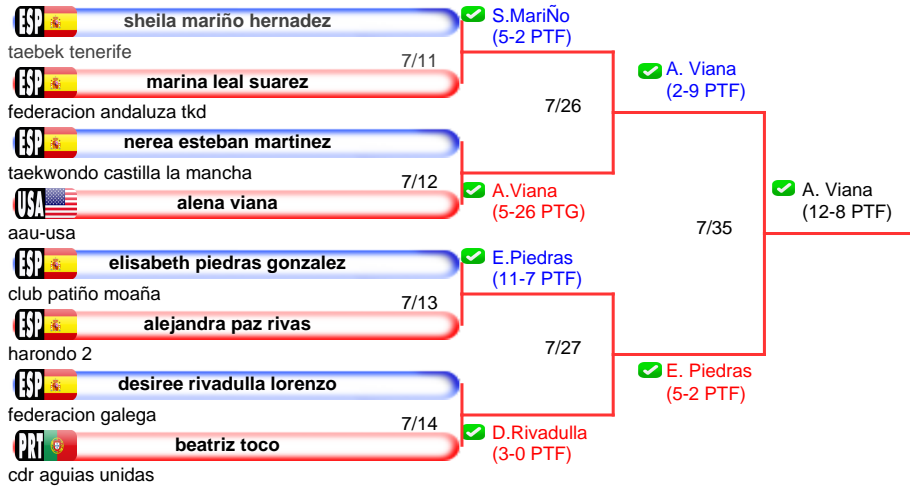 ESP sheila mariño hernadez
taebek tenerife
7/11
ESP marina leal suarez
federacion andaluza tkd
S.MariÑo
(5-2 PTF)
ESP nerea esteban martinez
taekwondo castilla la mancha
7/12
USA alena viana
aau-usa
A.Viana
(5-26 PTG)
7/26
A. Viana
(2-9 PTF)
ESP elisabeth piedras gonzalez
club patiño moaña
7/13
ESP alejandra paz rivas
harondo 2
E.Piedras
(11-7 PTF)
ESP desiree rivadulla lorenzo
federacion galega
7/14
PRT beatriz toco
cdr aguias unidas
D.Rivadulla
(3-0 PTF)
7/27
E. Piedras
(5-2 PTF)
7/35
A. Viana
(12-8 PTF)